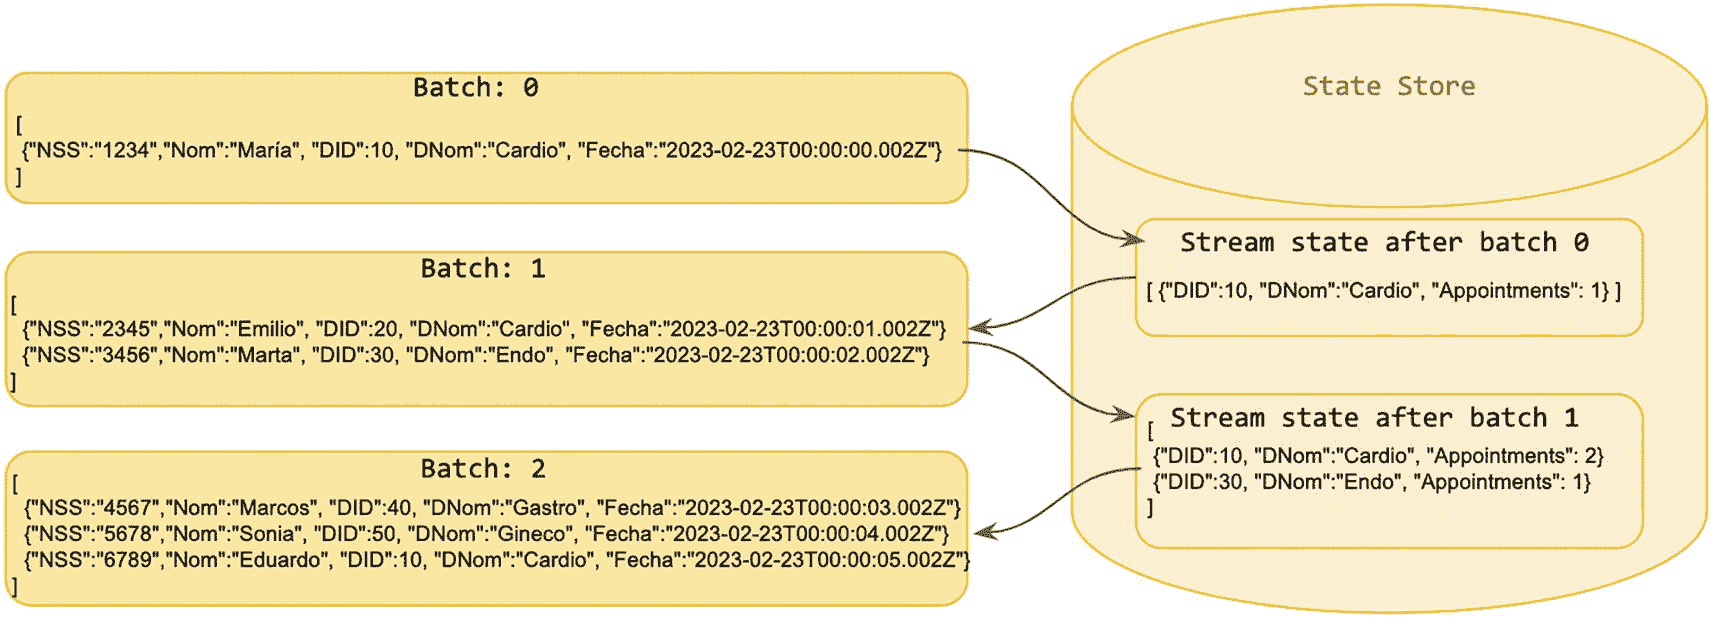 Batch: 0
[
{"NSS":"1234","Nom":"María", "DID":10, "DNom":"Cardio", "Fecha":"2023-02-23T00:00:00.002Z"}
]
Batch: 1
[
{"NSS":"2345","Nom":"Emilio", "DID":20, "DNom":"Cardio", "Fecha":"2023-02-23T00:00:01.002Z"}
{"NSS":"3456","Nom":"Marta", "DID":30, "DNom":"Endo", "Fecha":"2023-02-23T00:00:02.002Z"}
]
Batch: 2
[
{"NSS":"4567","Nom":"Marcos", "DID":40, "DNom":"Gastro", "Fecha":"2023-02-23T00:00:03.002Z"}
{"NSS":"5678","Nom":"Sonia", "DID":50, "DNom":"Gineco", "Fecha":"2023-02-23T00:00:04.002Z"}
{"NSS":"6789","Nom":"Eduardo", "DID":10, "DNom":"Cardio", "Fecha":"2023-02-23T00:00:05.002Z"}
]
State Store
Stream state after batch 0
[ {"DID":10, "DNom":"Cardio", "Appointments": 1} ]
Stream state after batch 1
[
{"DID":10, "DNom":"Cardio", "Appointments": 2}
{"DID":30, "DNom":"Endo", "Appointments": 1}
]